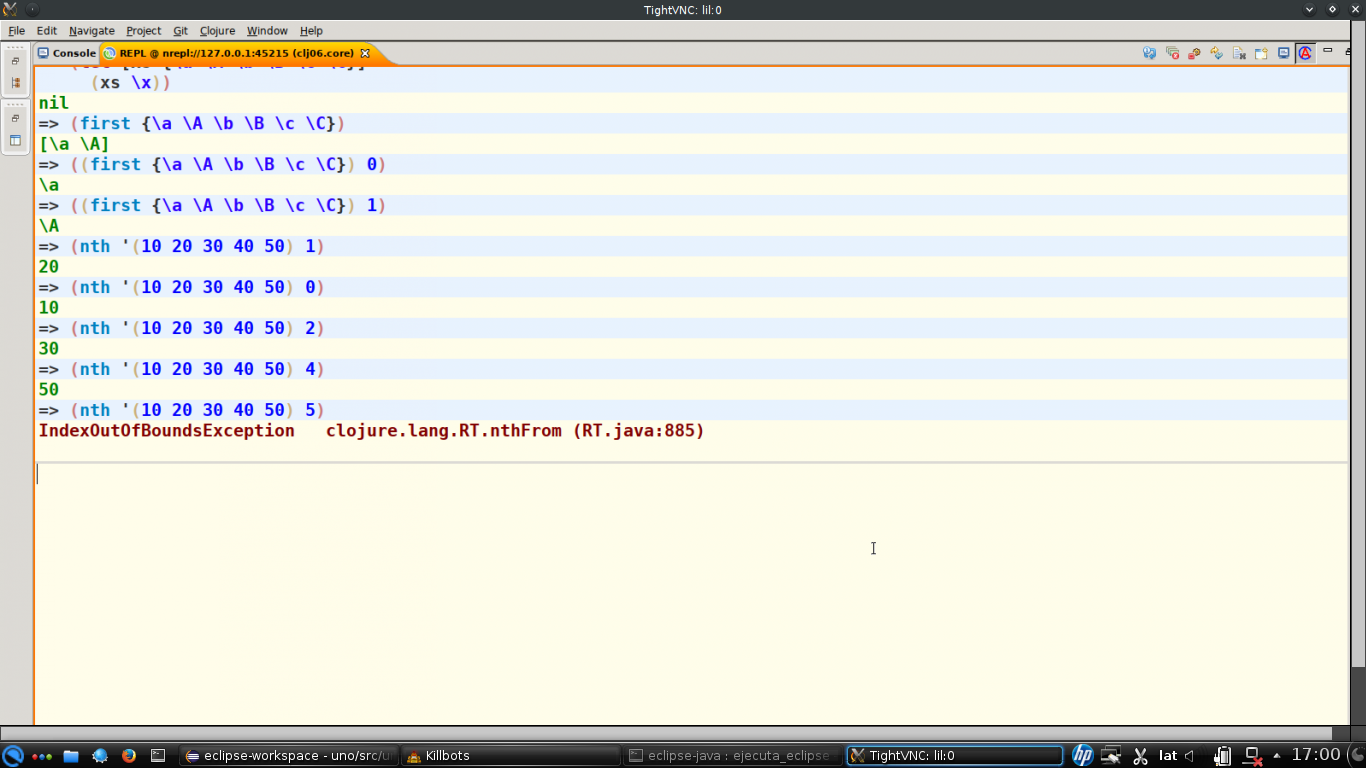 TightVNC: lil:0
File Edit Navigate Project Git Clojure Window Help
Console REPL @ nrepl://127.0.0.1:45215 (clj06.core)
(xs \x))
nil
=> (first {\a \A \b \B \c \C})
[\a \A]
=> ((first {\a \A \b \B \c \C}) 0)
\a
=> ((first {\a \A \b \B \c \C}) 1)
\A
=> (nth '(10 20 30 40 50) 1)
20
=> (nth '(10 20 30 40 50) 0)
10
=> (nth '(10 20 30 40 50) 2)
30
=> (nth '(10 20 30 40 50) 4)
50
=> (nth '(10 20 30 40 50) 5)
IndexOutOfBoundsException clojure.lang.RT.nthFrom (RT.java:885)
eclipse-workspace - uno/src/u Killbots eclipse-java : ejecuta_eclipse TightVNC: lil:0 hp lat 17:00